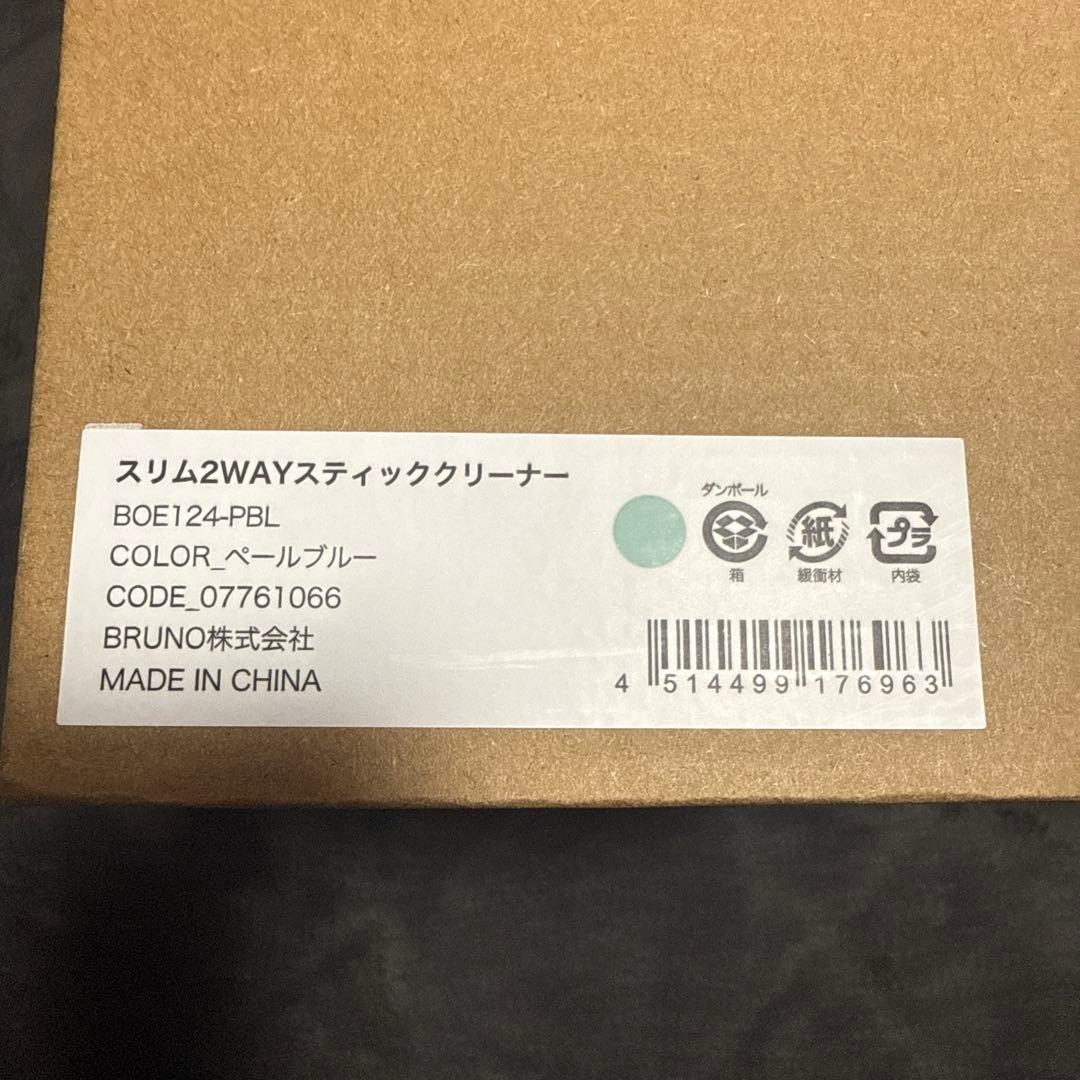 スリム2WAYスティッククリーナー
BOE124-PBL
COLOR_ペールブルー
CODE_07761066
BRUNO株式会社
MADE IN CHINA
ダンボール
箱
紙
緩衝材
プラ
内袋
4 514499 176963